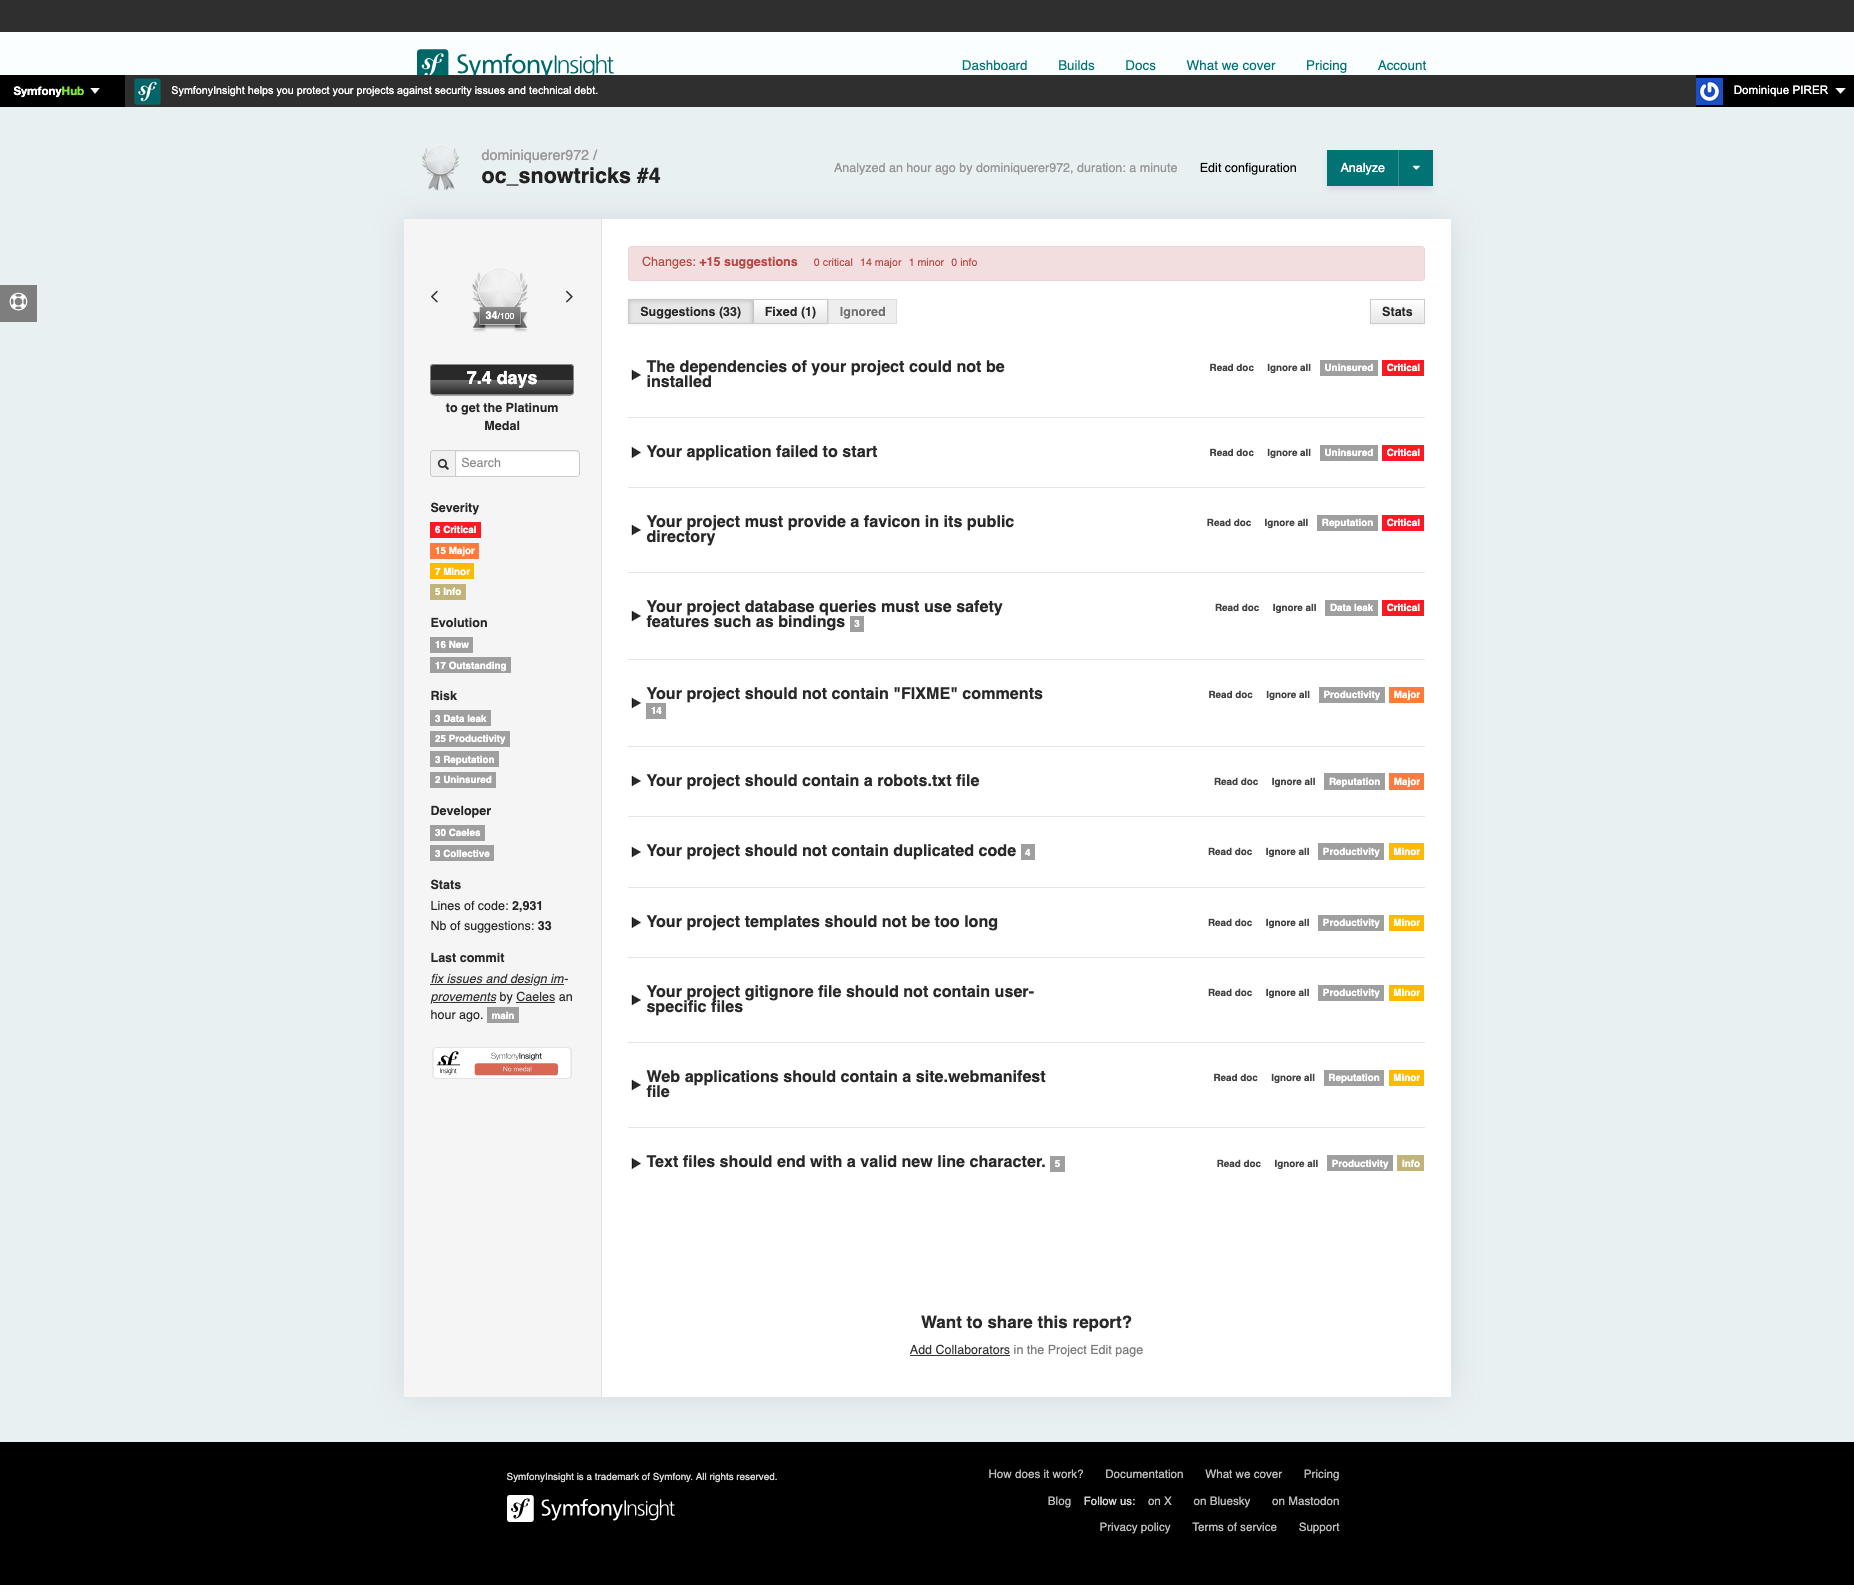 SymfonyInsight
Dashboard Builds Docs What we cover Pricing Account
SymfonyHub
SymfonyInsight helps you protect your projects against security issues and technical debt.
Dominique PIRER
dominiquerer972 /
oc_snowtricks #4
Analyzed an hour ago by dominiquerer972, duration: a minute
Edit configuration
Analyze
34/100
7.4 days
to get the Platinum
Medal
Search
Severity
6 Critical
15 Major
7 Minor
5 Info
Evolution
16 New
17 Outstanding
Risk
3 Data leak
25 Productivity
3 Reputation
2 Uninsured
Developer
30 Caeles
3 Collective
Stats
Lines of code: 2,931
Nb of suggestions: 33
Last commit
fix issues and design im-
provements by Caeles an
hour ago. main
sf SymfonyInsight
Insight No medal
Changes: +15 suggestions 0 critical 14 major 1 minor 0 info
Suggestions (33) Fixed (1) Ignored Stats
The dependencies of your project could not be
installed
Read doc Ignore all Uninsured Critical
Your application failed to start
Read doc Ignore all Uninsured Critical
Your project must provide a favicon in its public
directory
Read doc Ignore all Reputation Critical
Your project database queries must use safety
features such as bindings 3
Read doc Ignore all Data leak Critical
Your project should not contain "FIXME" comments
14
Read doc Ignore all Productivity Major
Your project should contain a robots.txt file
Read doc Ignore all Reputation Major
Your project should not contain duplicated code 4
Read doc Ignore all Productivity Minor
Your project templates should not be too long
Read doc Ignore all Productivity Minor
Your project gitignore file should not contain user-
specific files
Read doc Ignore all Productivity Minor
Web applications should contain a site.webmanifest
file
Read doc Ignore all Reputation Minor
Text files should end with a valid new line character. 5
Read doc Ignore all Productivity Info
Want to share this report?
Add Collaborators in the Project Edit page
SymfonyInsight is a trademark of Symfony. All rights reserved.
SymfonyInsight
How does it work? Documentation What we cover Pricing
Blog Follow us: on X on Bluesky on Mastodon
Privacy policy Terms of service Support